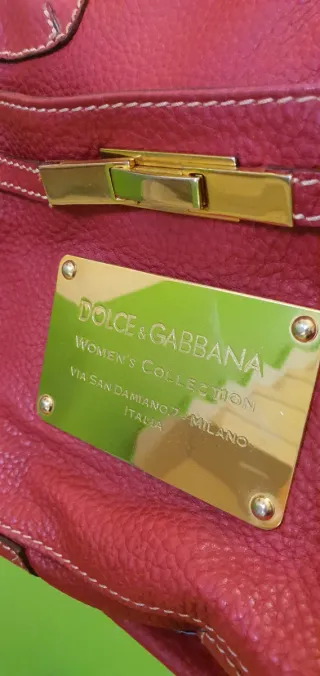 DOLCE & GABBANA
WOMEN'S COLLECTION
VIA SAN DAMIANO 7 - MILANO
ITALIA